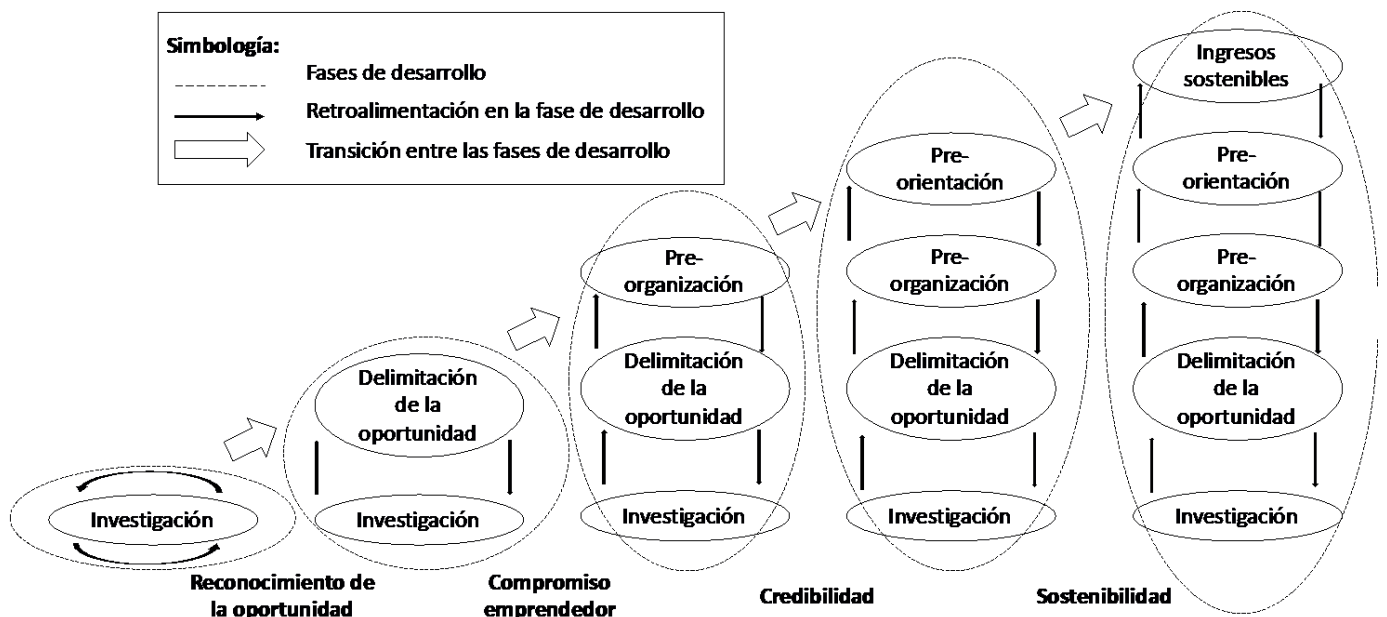 Simbología:
Fases de desarrollo
Retroalimentación en la fase de desarrollo
Transición entre las fases de desarrollo
Investigación
Delimitación
de la
oportunidad
Investigación
Pre-
organización
Delimitación
de la
oportunidad
Investigación
Pre-
orientación
Pre-
organización
Delimitación
de la
oportunidad
Investigación
Ingresos
sostenibles
Pre-
orientación
Pre-
organización
Delimitación
de la
oportunidad
Investigación
Reconocimiento de
la oportunidad
Compromiso
emprendedor
Credibilidad
Sostenibilidad